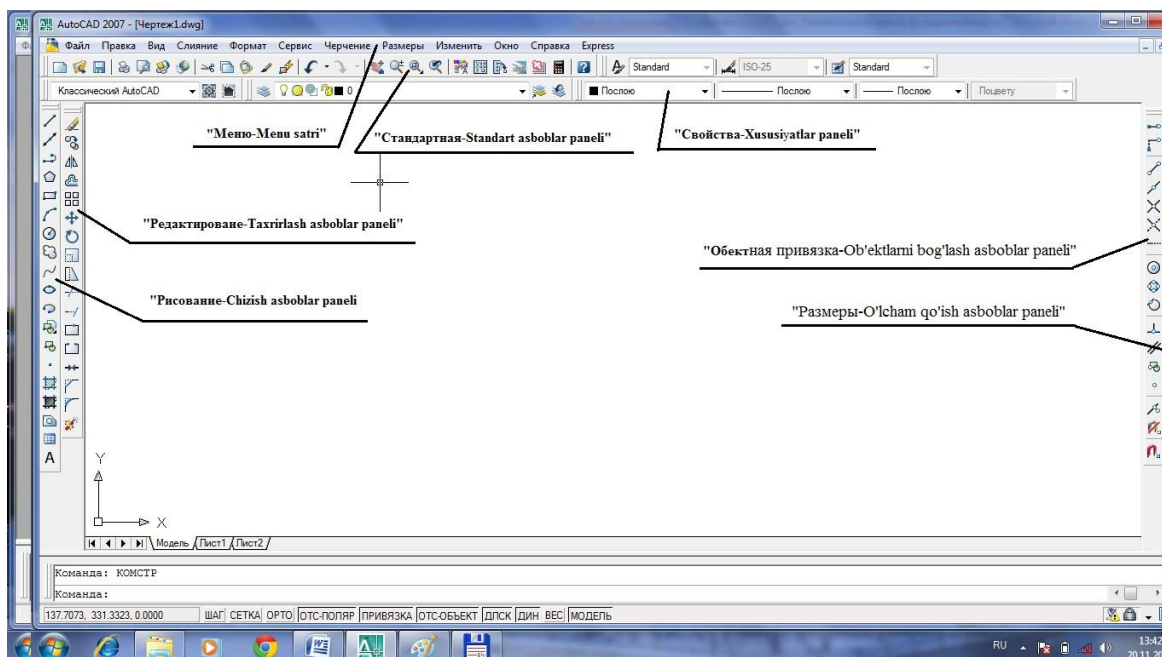 AutoCAD 2007 - [Чертеж1.dwg]
Файл Правка Вид Слияние Формат Сервис Черчение Размеры Изменить Окно Справка Express
Standard ISO-25 Standard
Классический AutoCAD 0 Послою Послою Послою Поцвету
"Меню-Menu satri"
"Стандартная-Standart asboblar paneli"
"Свойства-Xususiyatlar paneli"
"Редактироване-Taxrirlash asboblar paneli"
"Обектная привязка-Ob'ektlarni bog'lash asboblar paneli"
"Рисование-Chizish asboblar paneli
"Размеры-O'lcham qo'ish asboblar paneli"
A
Y
X
Модель Лист1 Лист2
Команда: КОМСТР
Команда:
137.7073, 331.3323, 0.0000 ШАГ СЕТКА ОРТО ОТС-ПОЛЯР ПРИВЯЗКА ОТС-ОБЪЕКТ ДПСК ДИН ВЕС МОДЕЛЬ
RU 13:42
20.11.20